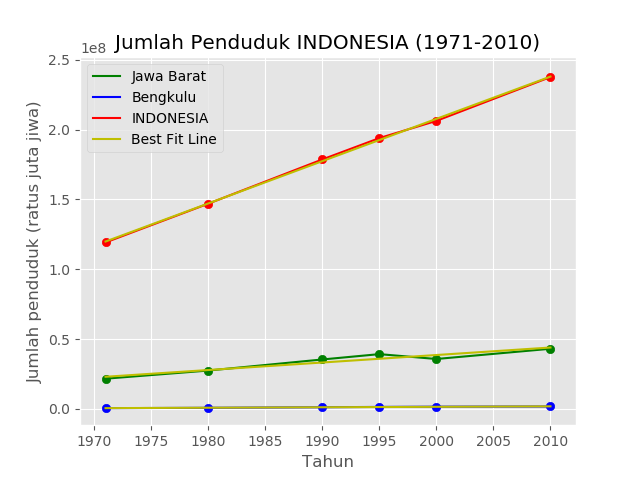 Jumlah Penduduk INDONESIA (1971-2010)
1e8
Jawa Barat
Bengkulu
INDONESIA
Best Fit Line
Jumlah penduduk (ratus juta jiwa)
2.5
2.0
1.5
1.0
0.5
0.0
1970 1975 1980 1985 1990 1995 2000 2005 2010
Tahun